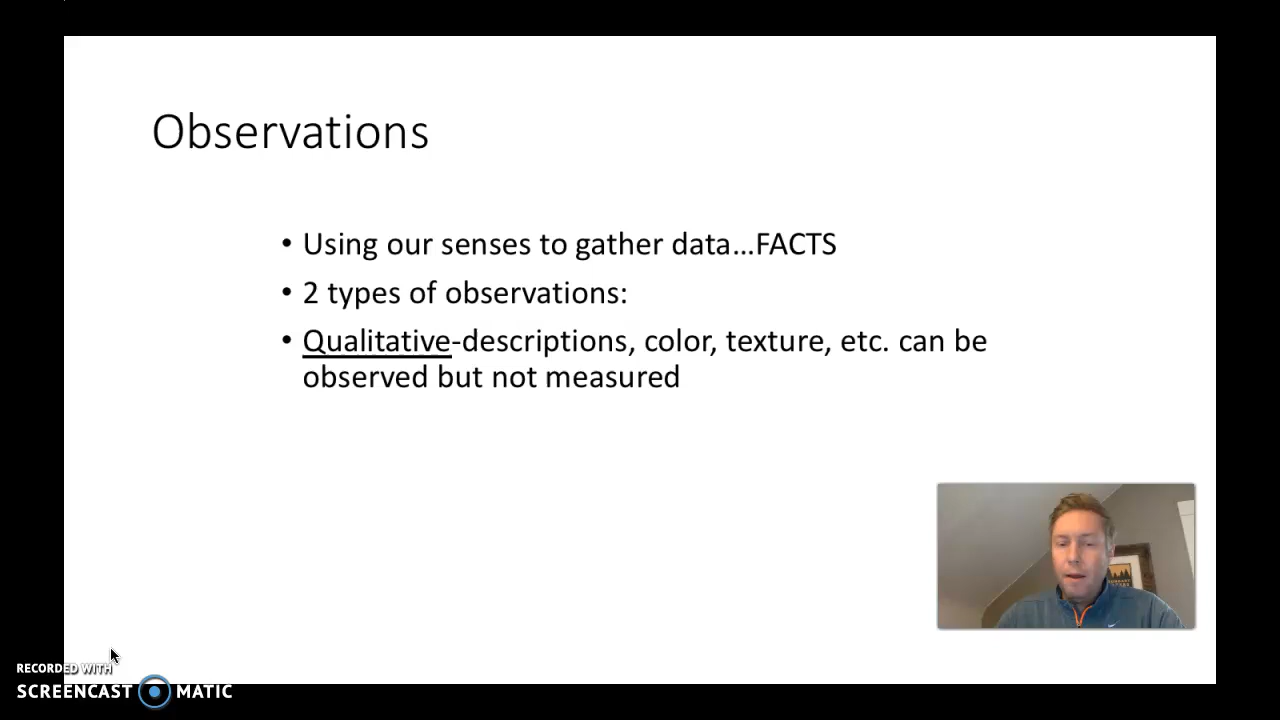 Observations
• Using our senses to gather data...FACTS
• 2 types of observations:
• Qualitative-descriptions, color, texture, etc. can be
observed but not measured
RECORDED WITH
SCREENCAST MATIC